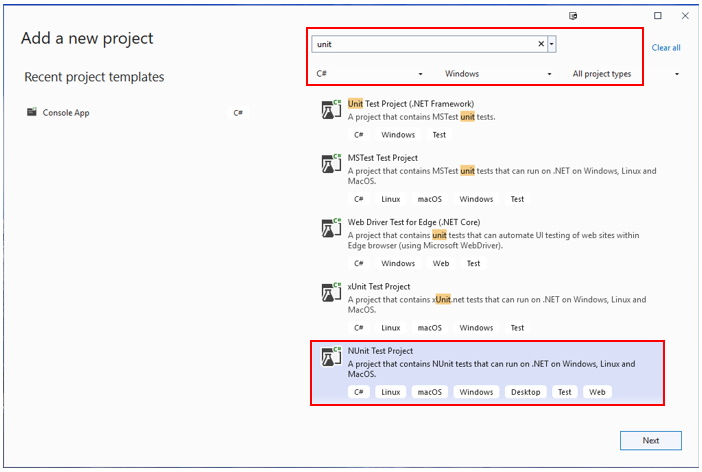 Add a new project
Recent project templates
Console App C#
unit
Clear all
C# Windows All project types
Unit Test Project (.NET Framework)
A project that contains MSTest unit tests.
C# Windows Test
MSTest Test Project
A project that contains MSTest unit tests that can run on .NET on Windows, Linux and
MacOS.
C# Linux macOS Windows Test
Web Driver Test for Edge (.NET Core)
A project that contains unit tests that can automate UI testing of web sites within
Edge browser (using Microsoft WebDriver).
C# Windows Web Test
xUnit Test Project
A project that contains xUnit.net tests that can run on .NET on Windows, Linux and
MacOS.
C# Linux macOS Windows Test
NUnit Test Project
A project that contains NUnit tests that can run on .NET on Windows, Linux and
MacOS.
C# Linux macOS Windows Desktop Test Web
Next